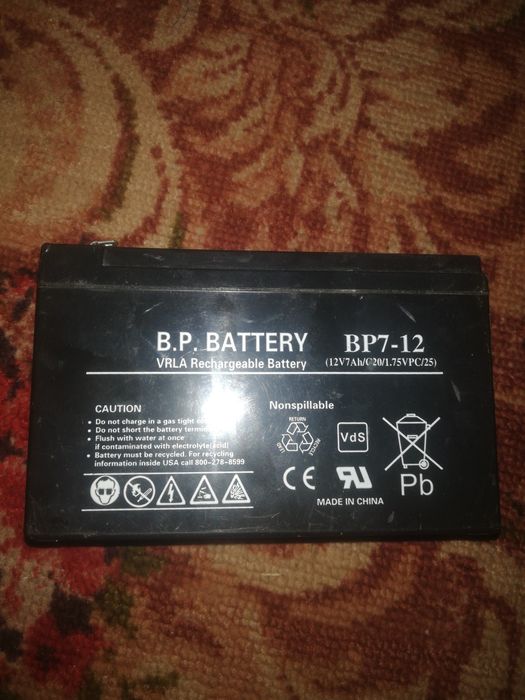 B.P. BATTERY
VRLA Rechargeable Battery
BP7-12
(12V7Ah/C20/1.75VPC/25)
CAUTION
• Do not charge in a gas tight
• Do not short the battery
• Flush with water at once
if contaminated with electrolyte(acid)
• Battery must be recycled. For recycling
information inside USA call 800-278-8599
Nonspillable
RETURN
VdS
CE
Pb
MADE IN CHINA